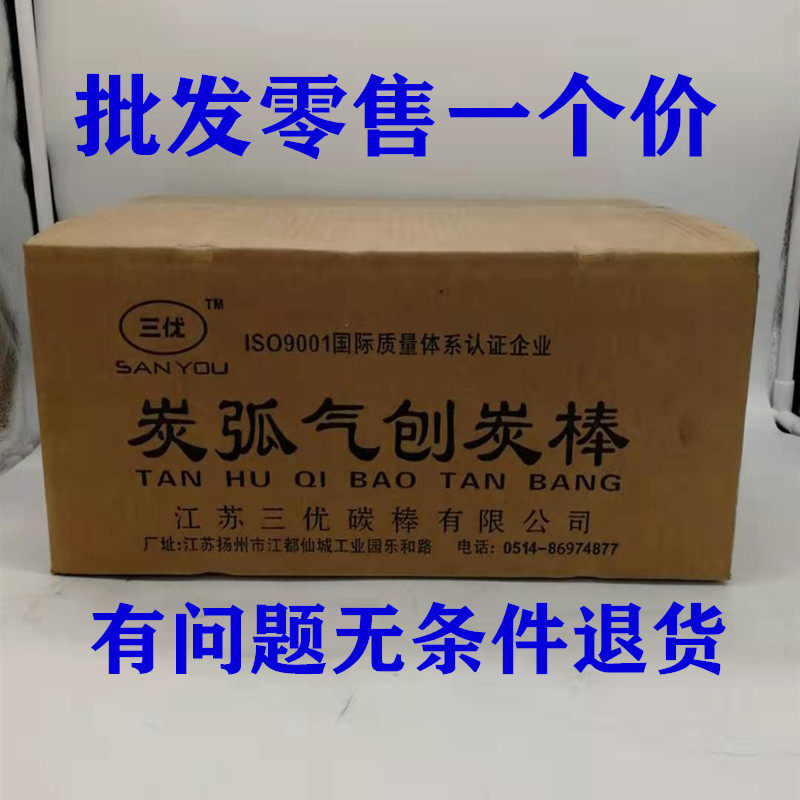 批发零售一个价
TM
三优
SANYOU
ISO9001国际质量体系认证企业
炭弧气刨炭棒
TAN HU QI BAO TAN BANG
江苏三优碳棒有限公司
厂址:江苏扬州市江都仙城工业园乐和路 电话: 0514-86974877
有问题无条件退货